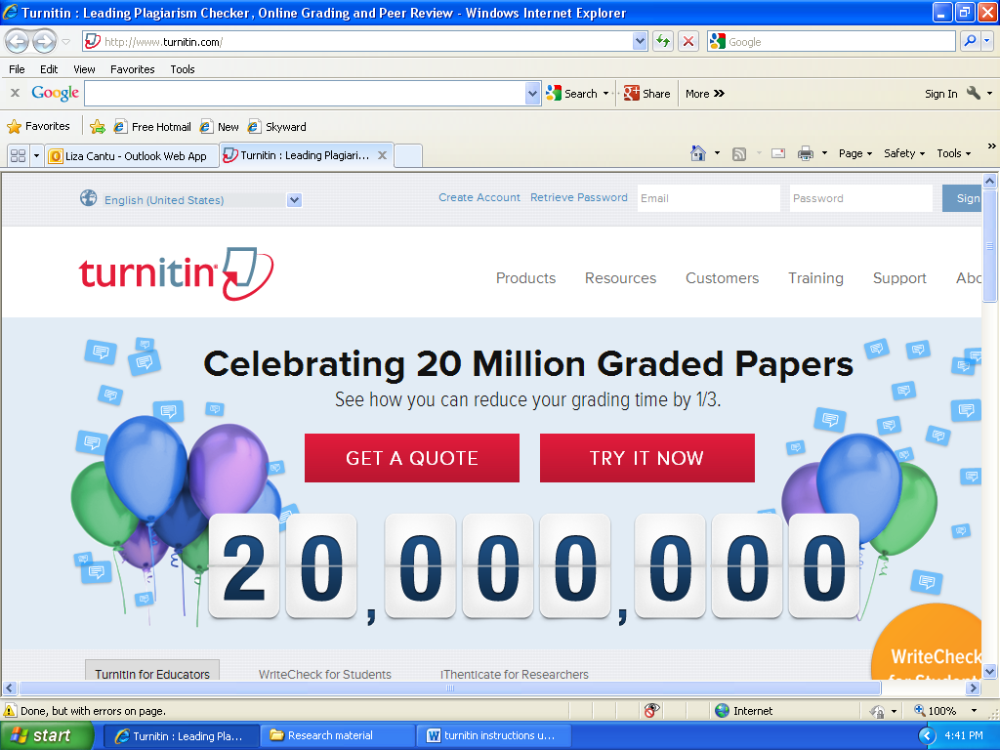 Turnitin : Leading Plagiarism Checker, Online Grading and Peer Review - Windows Internet Explorer
http://www.turnitin.com/
Google
File Edit View Favorites Tools
x Google Search Share More » Sign In
Favorites Free Hotmail New Skyward
Liza Cantu - Outlook Web App Turnitin : Leading Plagiari... Page Safety Tools »
English (United States) Create Account Retrieve Password Email Password Sign
turnitin Products Resources Customers Training Support Abo
Celebrating 20 Million Graded Papers
See how you can reduce your grading time by 1/3.
GET A QUOTE TRY IT NOW
20,000,000
WriteCheck
for Student
Turnitin for Educators WriteCheck for Students iThenticate for Researchers
Done, but with errors on page. Internet 100%
start Turnitin : Leading Pla... Research material turnitin instructions u... 4:41 PM